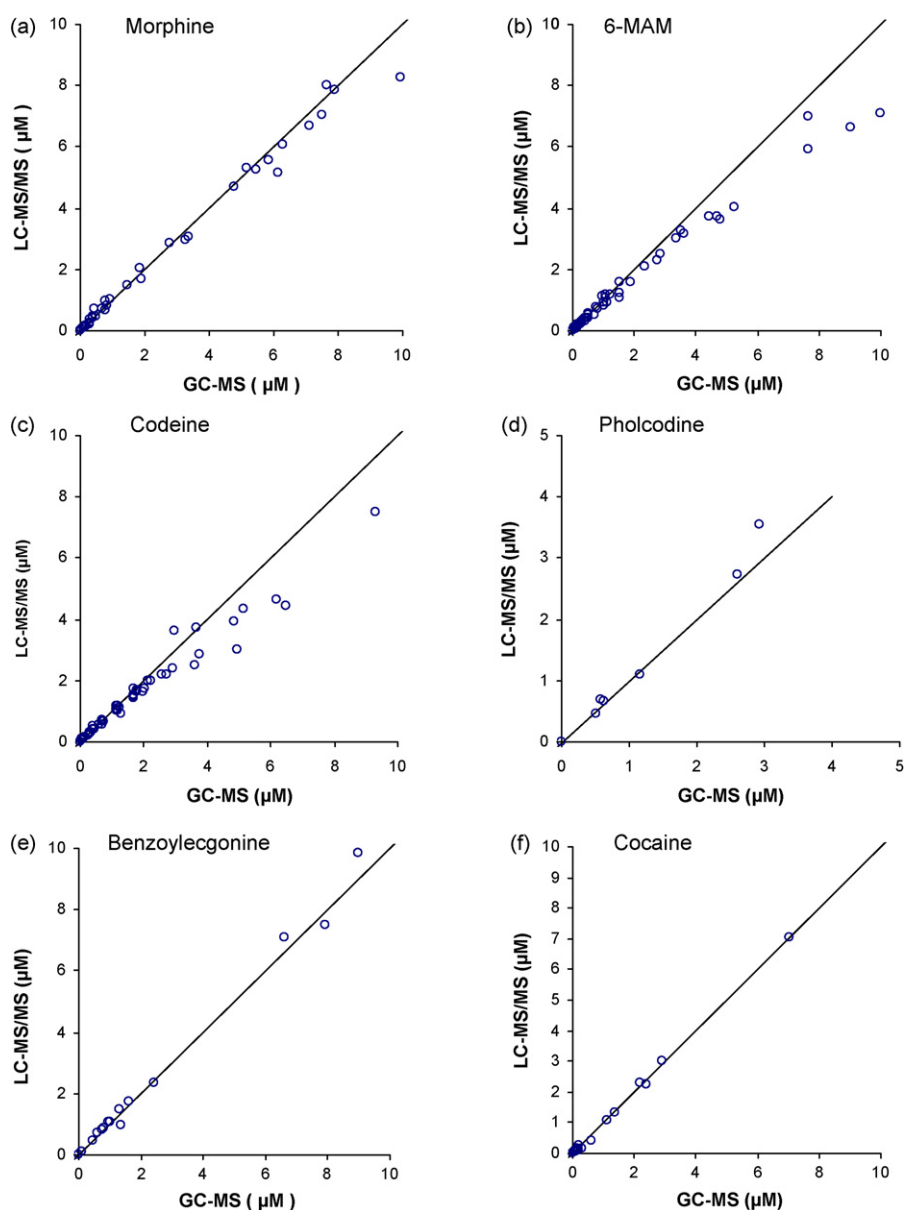 (a) Morphine
10
8
6
4
2
0
LC-MS/MS ( µM )
0 2 4 6 8 10
GC-MS ( µM )
(b) 6-MAM
10
8
6
4
2
0
LC-MS/MS (µM)
0 2 4 6 8 10
GC-MS (µM)
(c) Codeine
10
8
6
4
2
0
LC-MS/MS (µM)
0 2 4 6 8 10
GC-MS (µM)
(d) Pholcodine
5
4
3
2
1
0
LC-MS/MS (µM)
0 1 2 3 4 5
GC-MS (µM)
(e) Benzoylecgonine
10
8
6
4
2
0
LC-MS/MS (µM)
0 2 4 6 8 10
GC-MS ( µM )
(f) Cocaine
10
9
8
7
6
5
4
3
2
1
0
LC-MS/MS (µM)
0 2 4 6 8 10
GC-MS (µM)